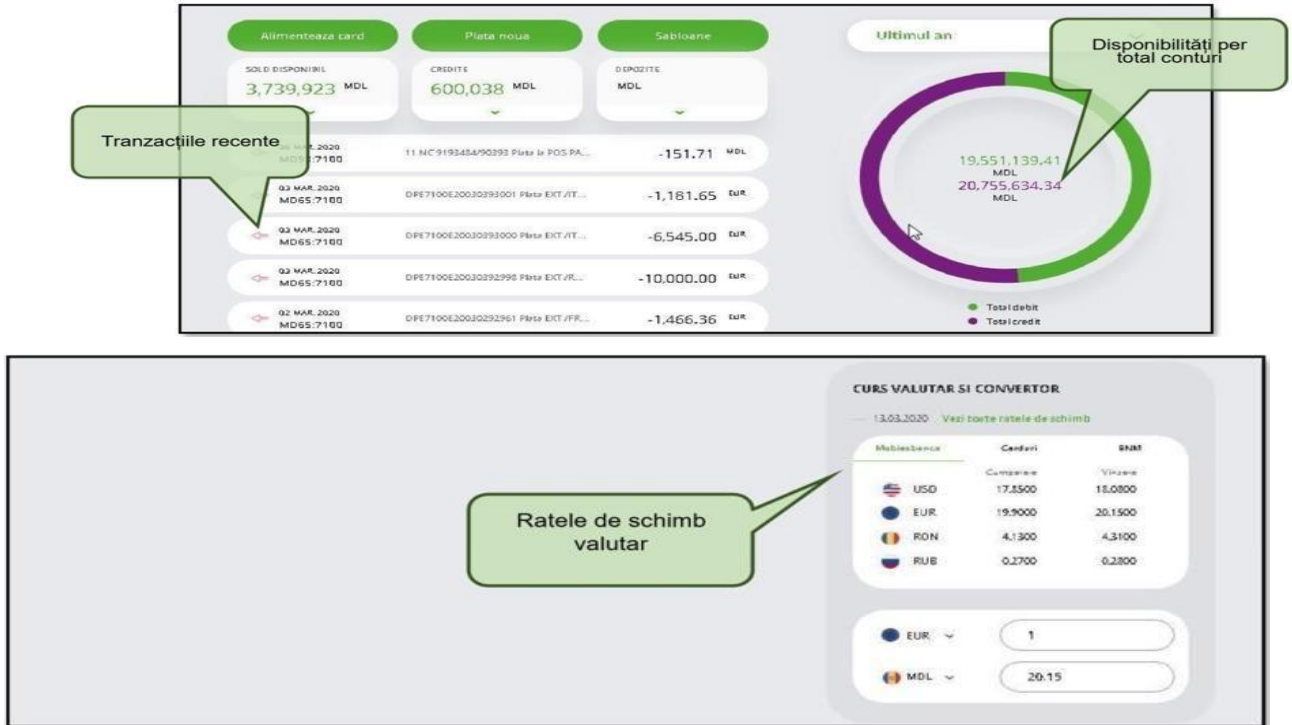 Alimenteaza card
Plata noua
Sabloane
Ultimul an
Disponibilități per
total conturi
SOLD DISPONIBIL
3,739,923 MDL
CREDITE
600,038 MDL
DEPOZITE
MDL
Tranzacțiile recente
MAR. 2020
:7100
Plata la POS PA...
-151.71 MDL
03 MAR. 2020
MD65:7100
DPE7100E20030393001 Plata EXT /IT...
-1,181.65 EUR
03 MAR. 2020
MD65:7100
DPE7100E20030393000 Plata EXT /IT...
-6,545.00 EUR
03 MAR. 2020
MD65:7100
DPE7100E20030392998 Plata EXT /R...
-10,000.00 EUR
02 MAR. 2020
MD65:7100
DPE7100E20030292961 Plata EXT /FR...
-1,466.36 EUR
19,551,139.41
MDL
20,755,634.34
MDL
Total debit
Total credit
CURS VALUTAR SI CONVERTOR
13.03.2020 Vezi toate ratele de schimb
Carduri BNM
Cumparare Vinzare
USD 17.8500 18.0800
EUR 19.9000 20.1500
RON 4.1300 4.3100
RUB 0.2700 0.2800
Ratele de schimb
valutar
EUR 1
MDL 20.15